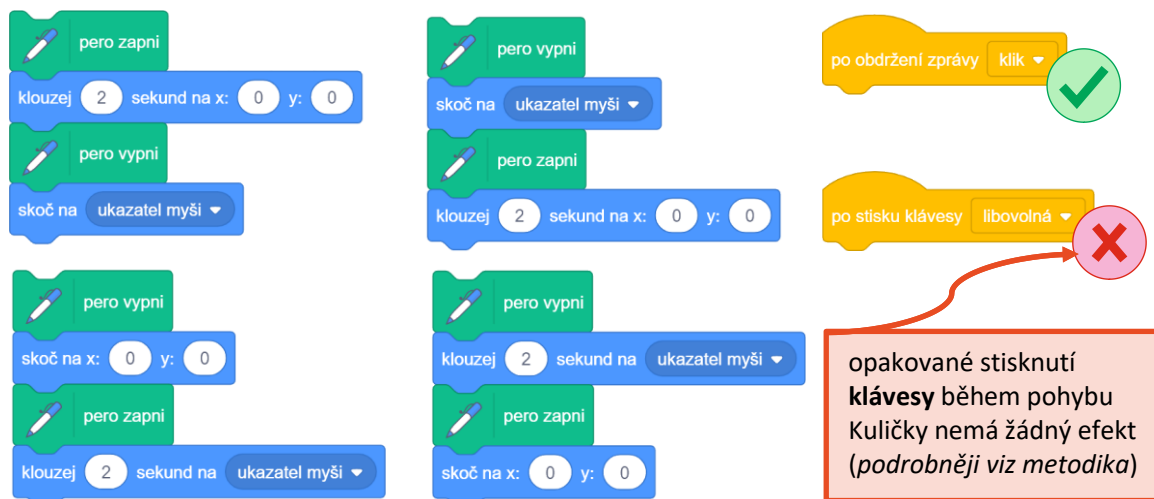 pero zapni
klouzej 2 sekund na x: 0 y: 0
pero vypni
skoč na ukazatel myši
pero vypni
skoč na ukazatel myši
pero zapni
klouzej 2 sekund na x: 0 y: 0
po obdržení zprávy klik
po stisku klávesy libovolná
pero vypni
skoč na x: 0 y: 0
pero zapni
klouzej 2 sekund na ukazatel myši
pero vypni
klouzej 2 sekund na ukazatel myši
pero zapni
skoč na x: 0 y: 0
opakované stisknutí
klávesy během pohybu
Kuličky nemá žádný efekt
(podrobněji viz metodika)